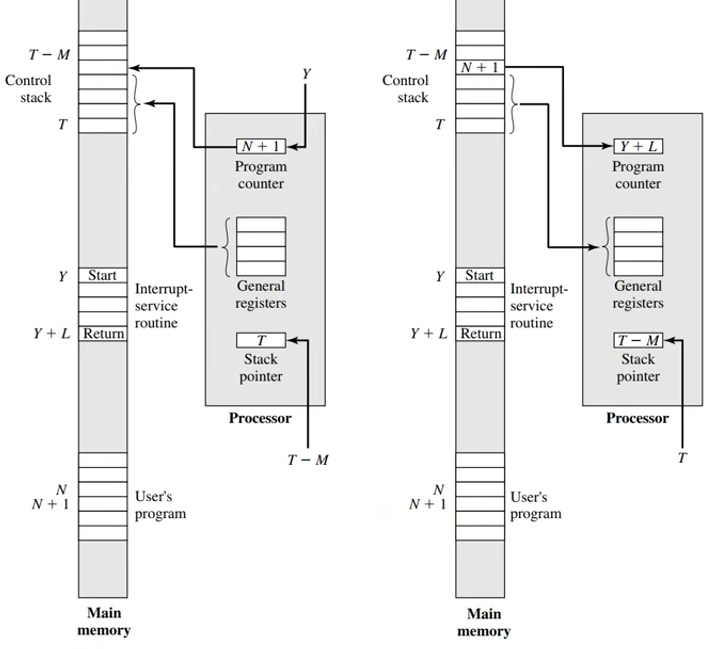 T – M
Control
stack
T
Y
N + 1
Program
counter
Y
Start
Interrupt-
service
routine
Y + L
Return
General
registers
T
Stack
pointer
Processor
T – M
N
N + 1
User's
program
Main
memory
T – M
N + 1
Control
stack
T
Y + L
Program
counter
Y
Start
Interrupt-
service
routine
Y + L
Return
General
registers
T – M
Stack
pointer
Processor
T
N
N + 1
User's
program
Main
memory